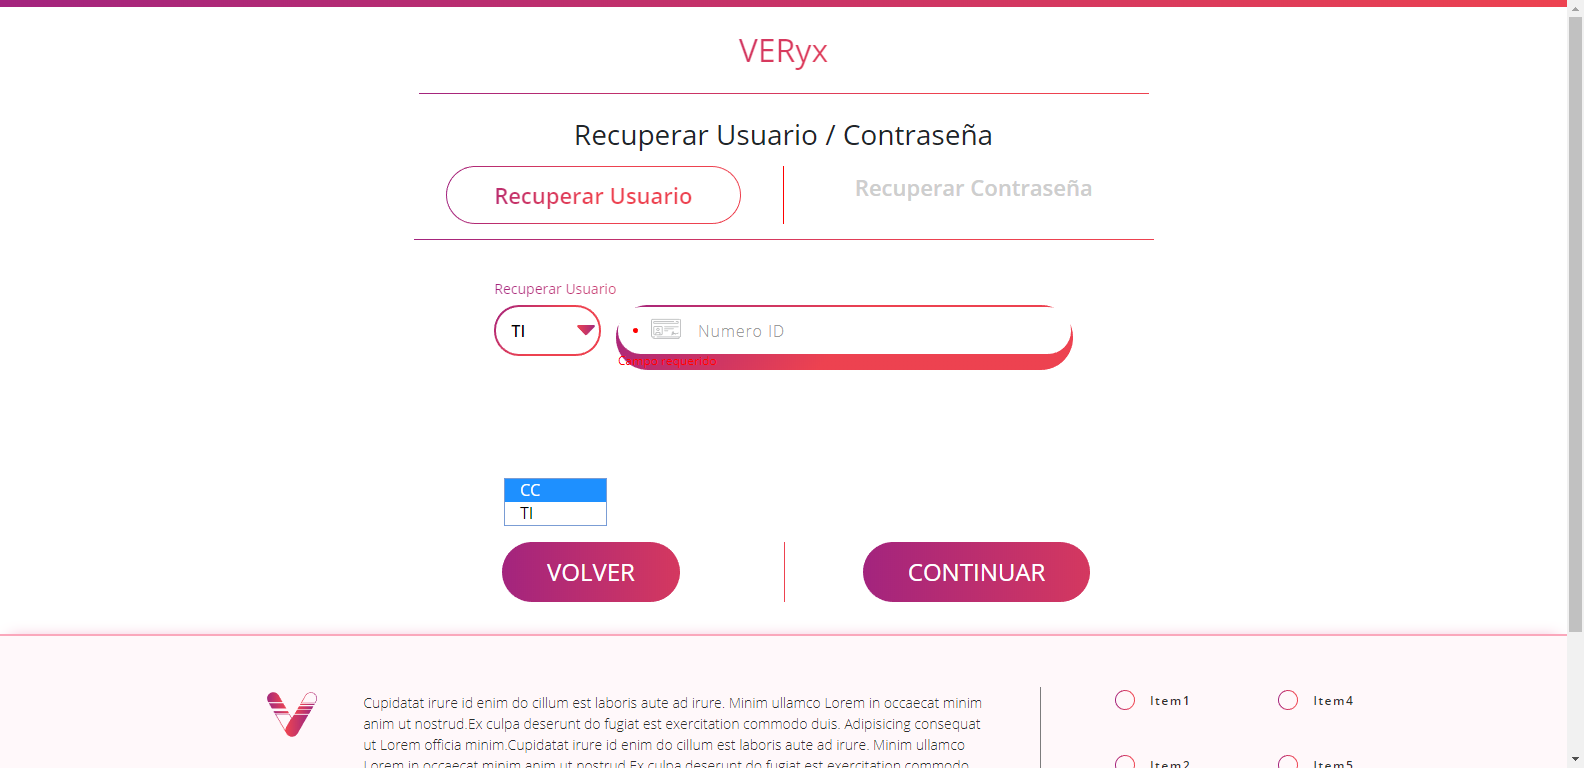 VERyx
Recuperar Usuario / Contraseña
Recuperar Usuario
Recuperar Contraseña
Recuperar Usuario
TI
Numero ID
Campo requerido
CC
TI
VOLVER
CONTINUAR
Cupidatat irure id enim do cillum est laboris aute ad irure. Minim ullamco Lorem in occaecat minim
anim ut nostrud.Ex culpa deserunt do fugiat est exercitation commodo duis. Adipisicing consequat
ut Lorem officia minim.Cupidatat irure id enim do cillum est laboris aute ad irure. Minim ullamco
Lorem in occaecat minim anim ut nostrud.Ex culpa deserunt do fugiat est exercitation commodo
Item1
Item4
Item2
Item5